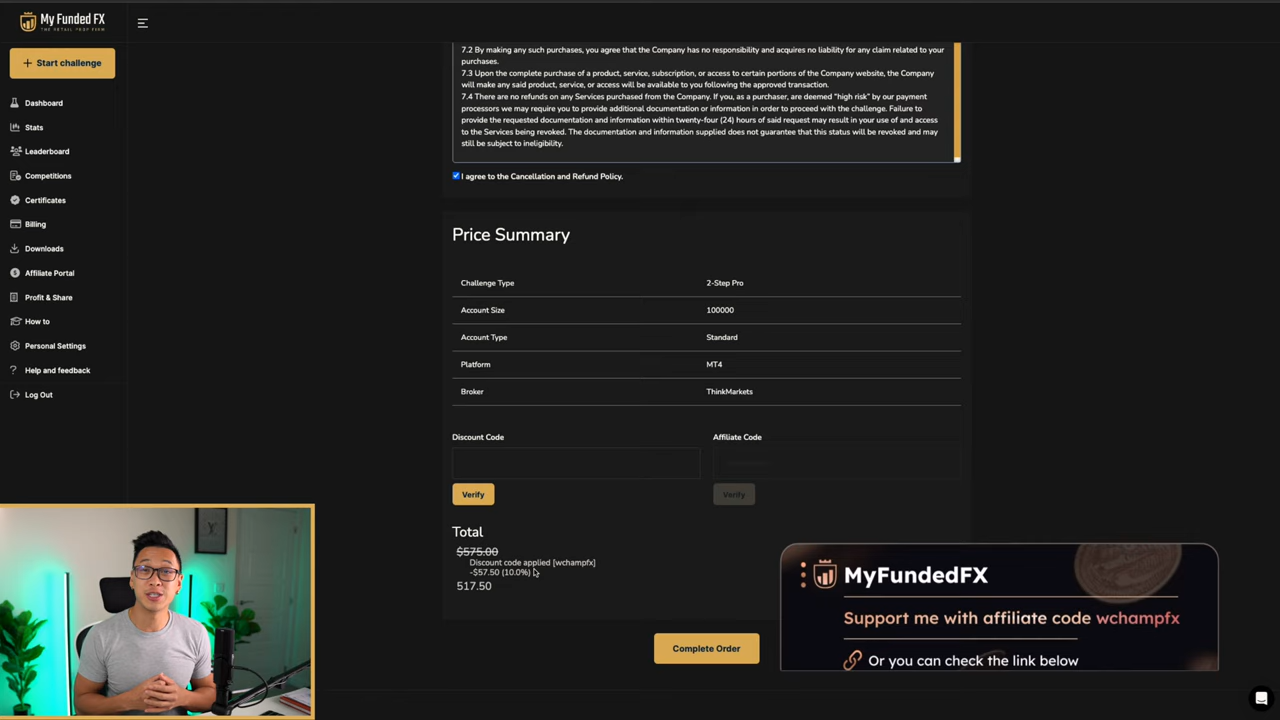 My Funded FX
THE RETAIL PROP FIRM
+ Start challenge
Dashboard
Stats
Leaderboard
Competitions
Certificates
Billing
Downloads
Affiliate Portal
Profit & Share
How to
Personal Settings
Help and feedback
Log Out
7.2 By making any such purchases, you agree that the Company has no responsibility and acquires no liability for any claim related to your
purchases.
7.3 Upon the complete purchase of a product, service, subscription, or access to certain portions of the Company website, the Company
will make any said product, service, or access will be available to you following the approved transaction.
7.4 There are no refunds on any Services purchased from the Company. If you, as a purchaser, are deemed "high risk" by our payment
processors we may require you to provide additional documentation or information in order to proceed with the challenge. Failure to
provide the requested documentation and information within twenty-four (24) hours of said request may result in your use of and access
to the Services being revoked. The documentation and information supplied does not guarantee that this status will be revoked and may
still be subject to ineligibility.
I agree to the Cancellation and Refund Policy.
Price Summary
Challenge Type 2-Step Pro
Account Size 100000
Account Type Standard
Platform MT4
Broker ThinkMarkets
Discount Code Affiliate Code
Verify Verify
Total
$575.00
Discount code applied [wchampfx]
-$57.50 (10.0%)
517.50
Complete Order
MyFundedFX
Support me with affiliate code wchampfx
Or you can check the link below